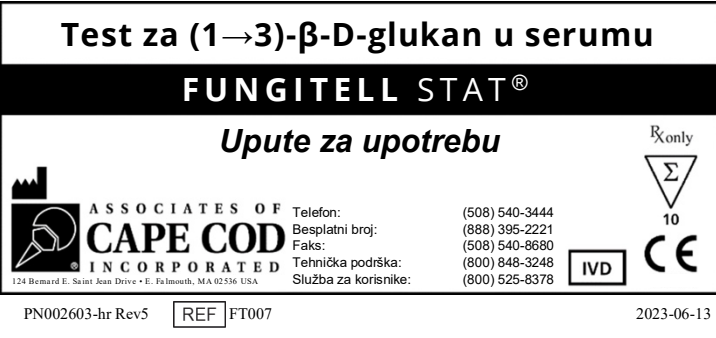 Test za (1→3)-β-D-glukan u serumu
FUNGITELL STAT®
Upute za upotrebu
Rx only
Σ
10
ASSOCIATES OF
CAPE COD
®
INCORPORATED
124 Bernard E. Saint Jean Drive • E. Falmouth, MA 02536 USA
Telefon: (508) 540-3444
Besplatni broj: (888) 395-2221
Faks: (508) 540-8680
Tehnička podrška: (800) 848-3248
Služba za korisnike: (800) 525-8378
IVD
CE
PN002603-hr Rev5 REF FT007 2023-06-13